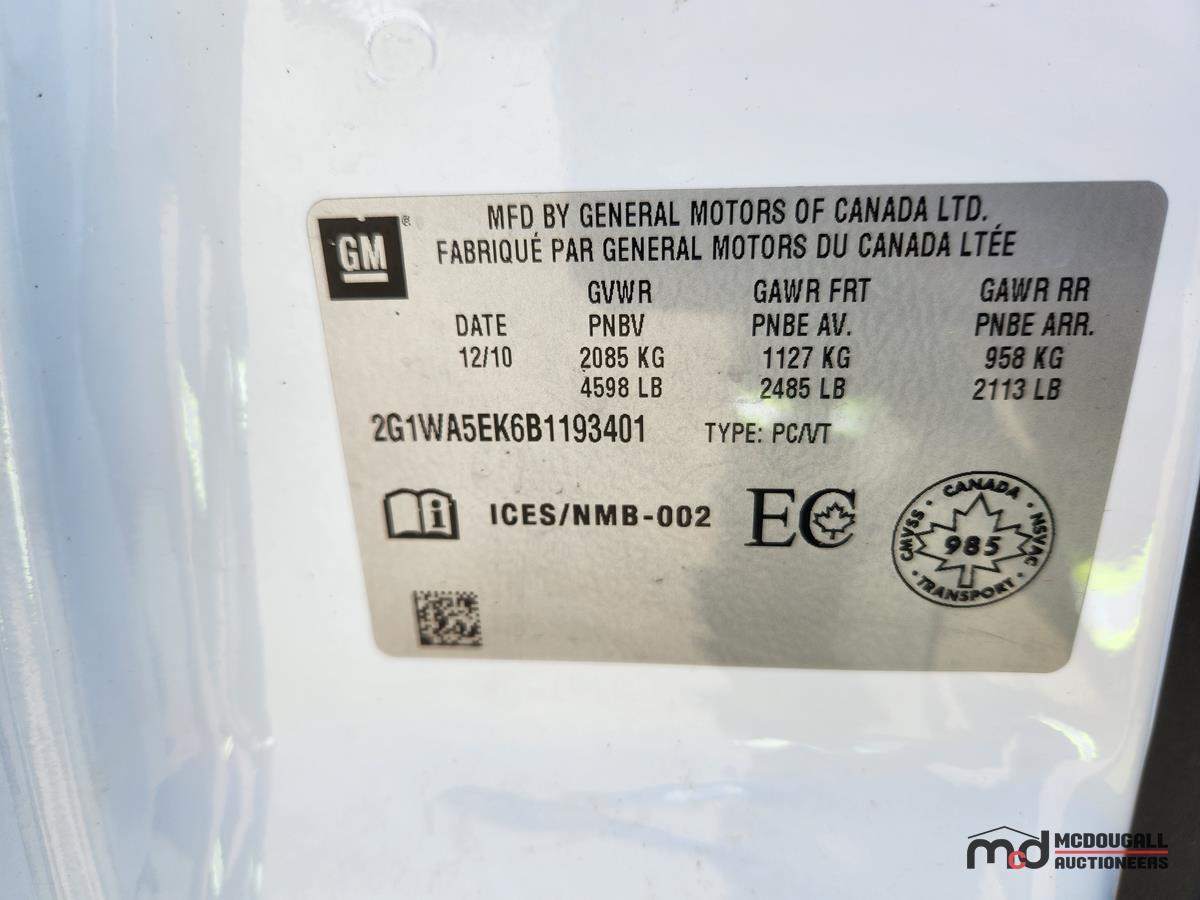 GM®
MFD BY GENERAL MOTORS OF CANADA LTD.
FABRIQUÉ PAR GENERAL MOTORS DU CANADA LTÉE
GVWR GAWR FRT GAWR RR
DATE PNBV PNBE AV. PNBE ARR.
12/10 2085 KG 1127 KG 958 KG
4598 LB 2485 LB 2113 LB
2G1WA5EK6B1193401 TYPE: PC/VT
i ICES/NMB-002 EC
CANADA
CMVSS 985 NSVAC
TRANSPORT
mcd MCDOUGALL
AUCTIONEERS